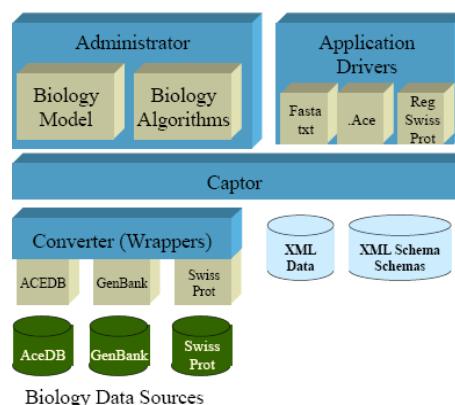 Administrator
Biology
Model
Biology
Algorithms
Application
Drivers
Fasta
txt
.Ace
Reg
Swiss
Prot
Captor
Converter (Wrappers)
ACEDB
GenBank
Swiss
Prot
XML
Data
XML Schema
Schemas
AceDB
GenBank
Swiss
Prot
Biology Data Sources